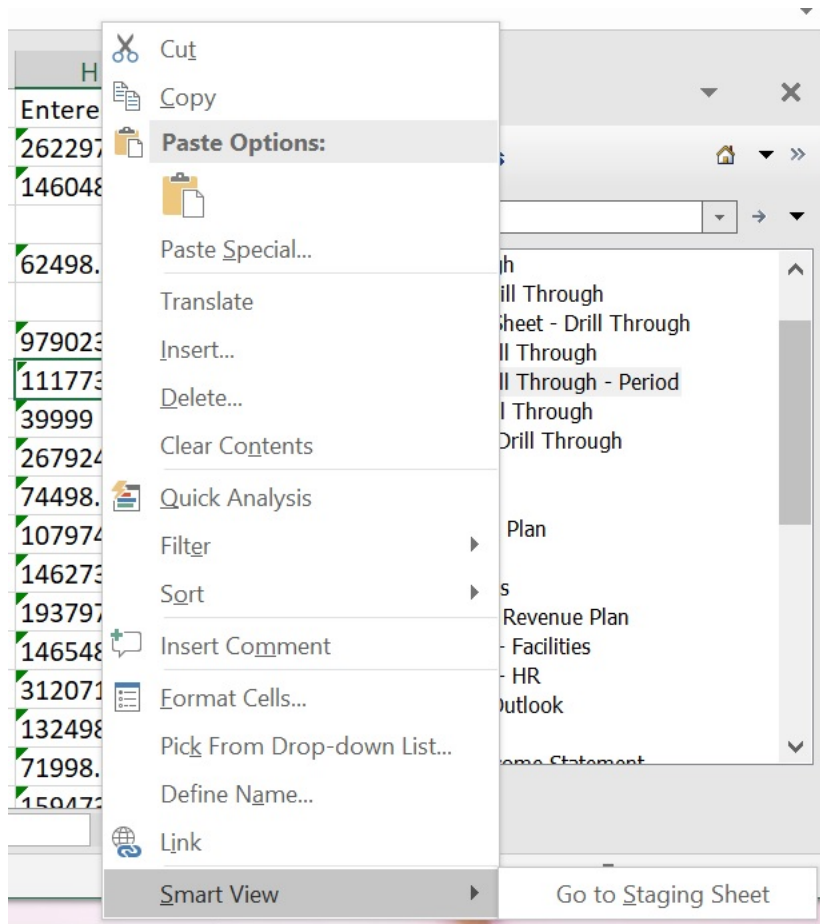 H
Entere
262297
146048
62498.
979023
111773
39999
267924
74498.
107974
146273
193797
146548
312071
132498
71998.
159473
Cut
Copy
Paste Options:
Paste Special...
Translate
Insert...
Delete...
Clear Contents
Quick Analysis
Filter
Sort
Insert Comment
Format Cells...
Pick From Drop-down List...
Define Name...
Link
Smart View
Go to Staging Sheet
ill Through
Sheet - Drill Through
ll Through
ll Through - Period
l Through
Drill Through
Plan
Revenue Plan
- Facilities
- HR
Outlook
ome Statement